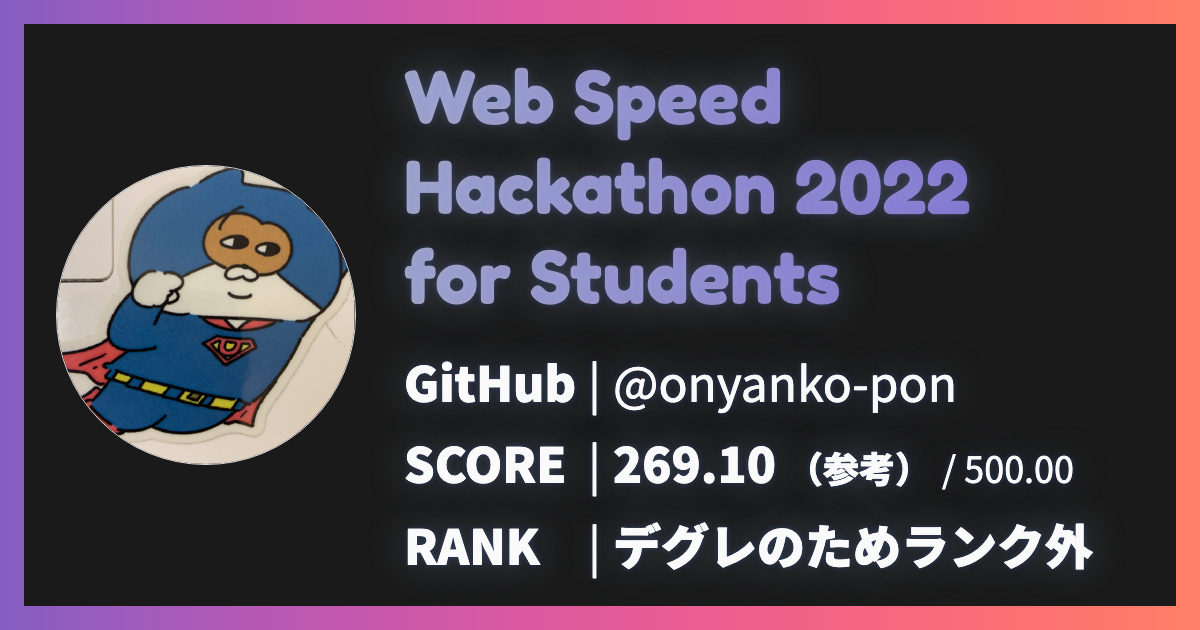 Web Speed
Hackathon 2022
for Students
GitHub | @onyanko-pon
SCORE | 269.10 （参考） / 500.00
RANK | デグレのためランク外